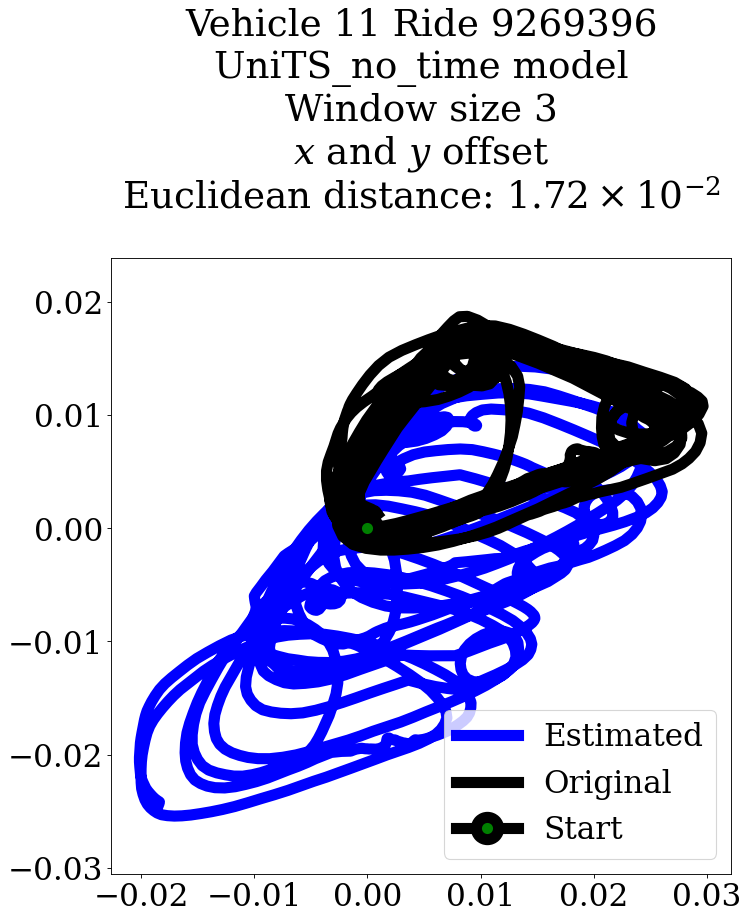 Vehicle 11 Ride 9269396
UniTS_no_time model
Window size 3
x and y offset
Euclidean distance: 1.72 × 10⁻²
0.02
0.01
0.00
−0.01
−0.02
−0.03
Estimated
Original
Start
−0.02 −0.01 0.00 0.01 0.02 0.03